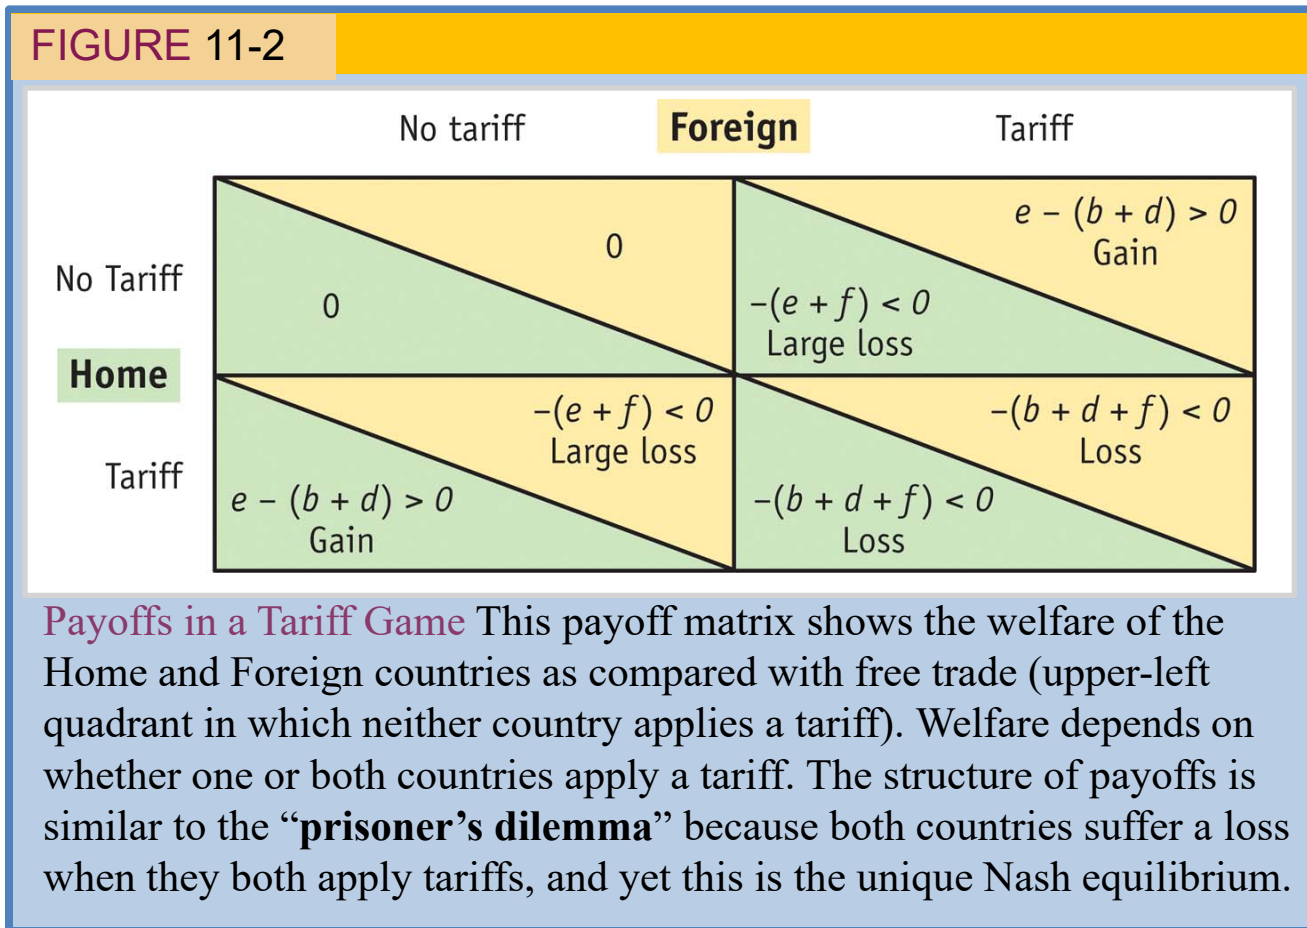 FIGURE 11-2
No tariff Foreign Tariff
e – (b + d) > 0
Gain
0
No Tariff
0
–(e + f) < 0
Large loss
Home
–(e + f) < 0
Large loss
–(b + d + f) < 0
Loss
Tariff
e – (b + d) > 0
Gain
–(b + d + f) < 0
Loss
Payoffs in a Tariff Game This payoff matrix shows the welfare of the
Home and Foreign countries as compared with free trade (upper-left
quadrant in which neither country applies a tariff). Welfare depends on
whether one or both countries apply a tariff. The structure of payoffs is
similar to the “prisoner’s dilemma” because both countries suffer a loss
when they both apply tariffs, and yet this is the unique Nash equilibrium.